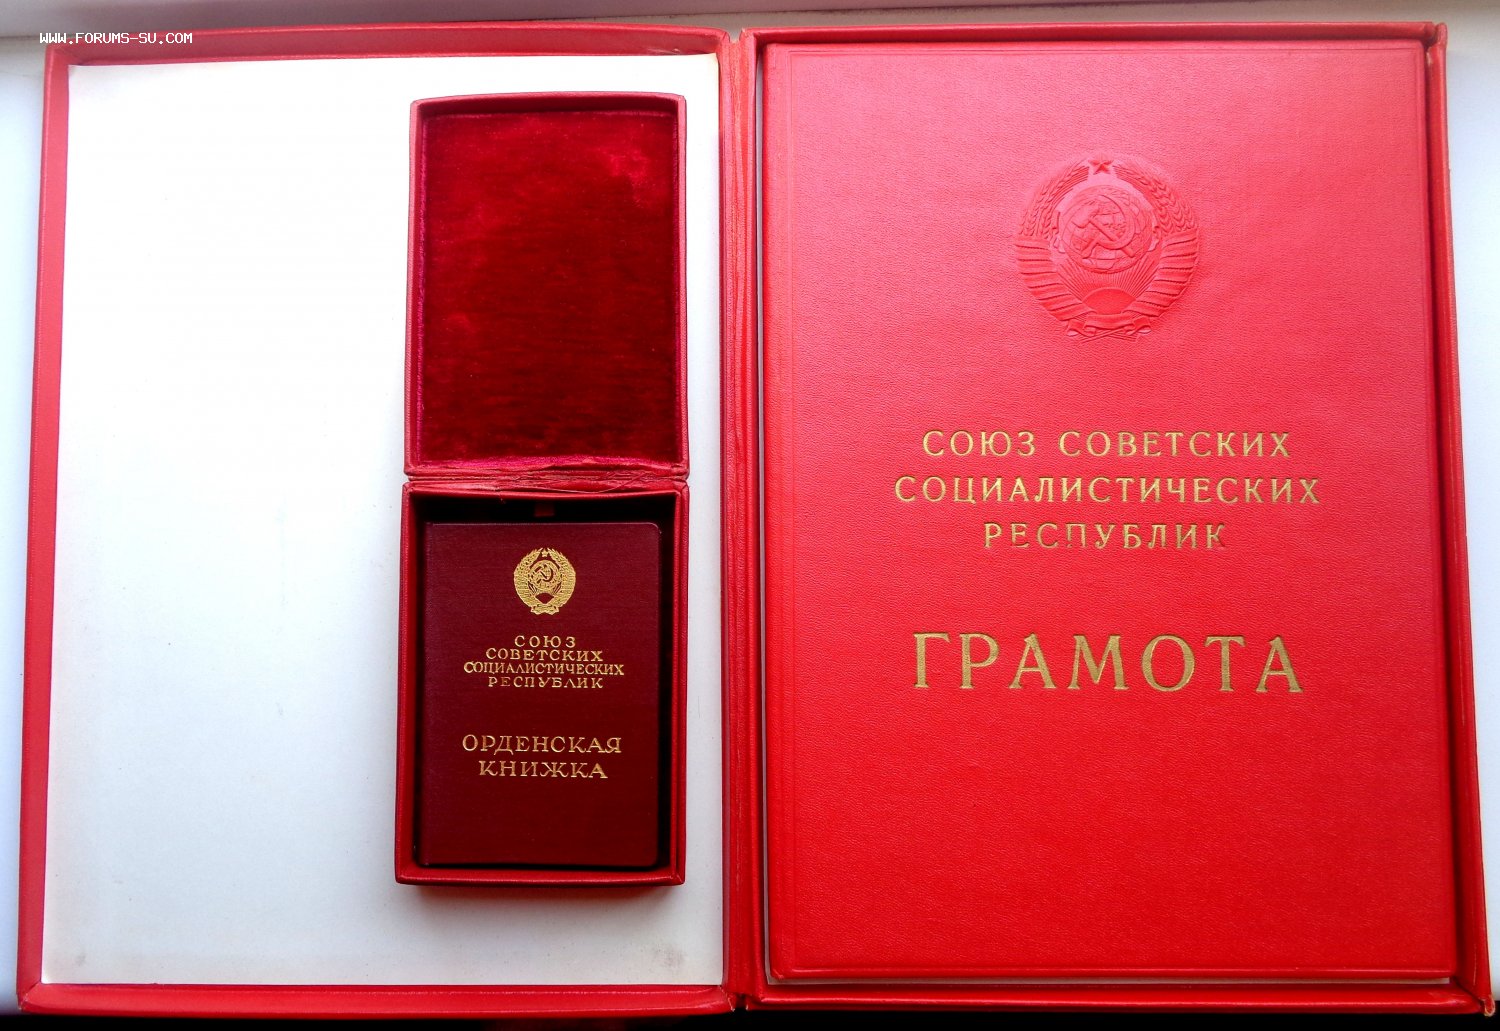 WWW.FORUMS-SU.COM
СОЮЗ
СОВЕТСКИХ
СОЦИАЛИСТИЧЕСКИХ
РЕСПУБЛИК
ОРДЕНСКАЯ
КНИЖКА
СОЮЗ СОВЕТСКИХ
СОЦИАЛИСТИЧЕСКИХ
РЕСПУБЛИК
ГРАМОТА